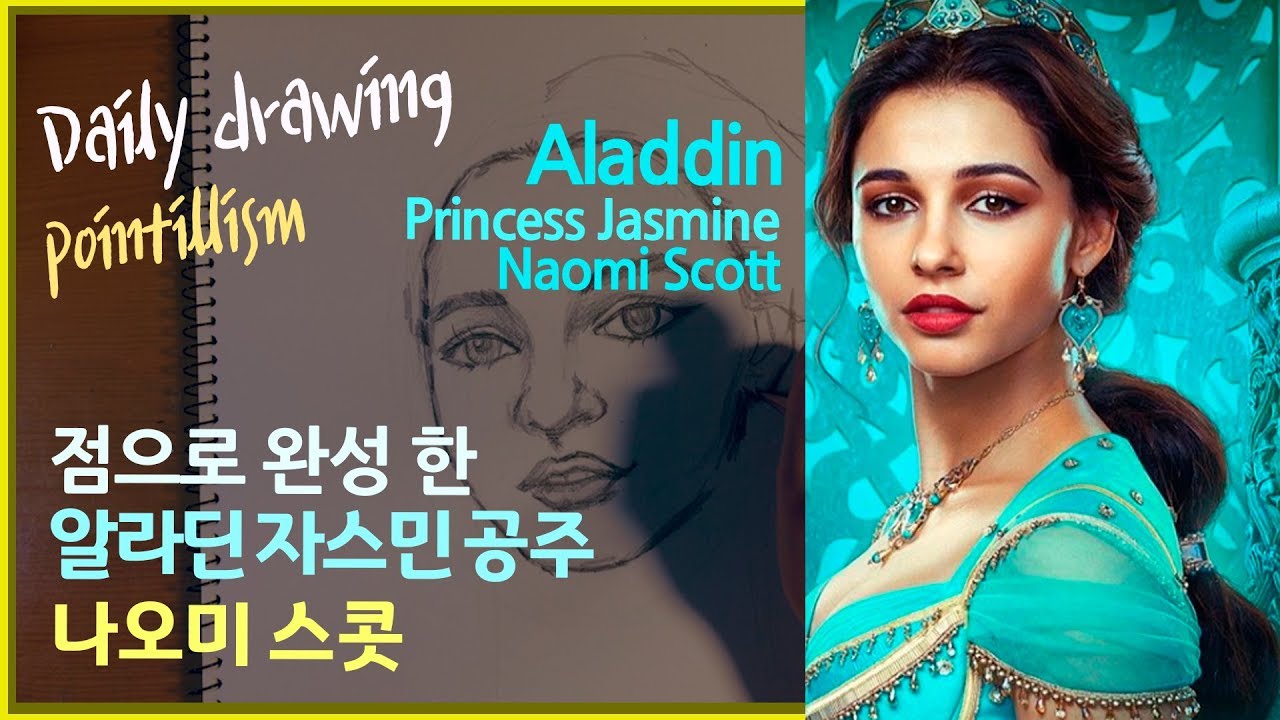 Daily drawing
pointillism
Aladdin
Princess Jasmine
Naomi Scott
점으로 완성 한
알라딘 자스민 공주
나오미 스콧